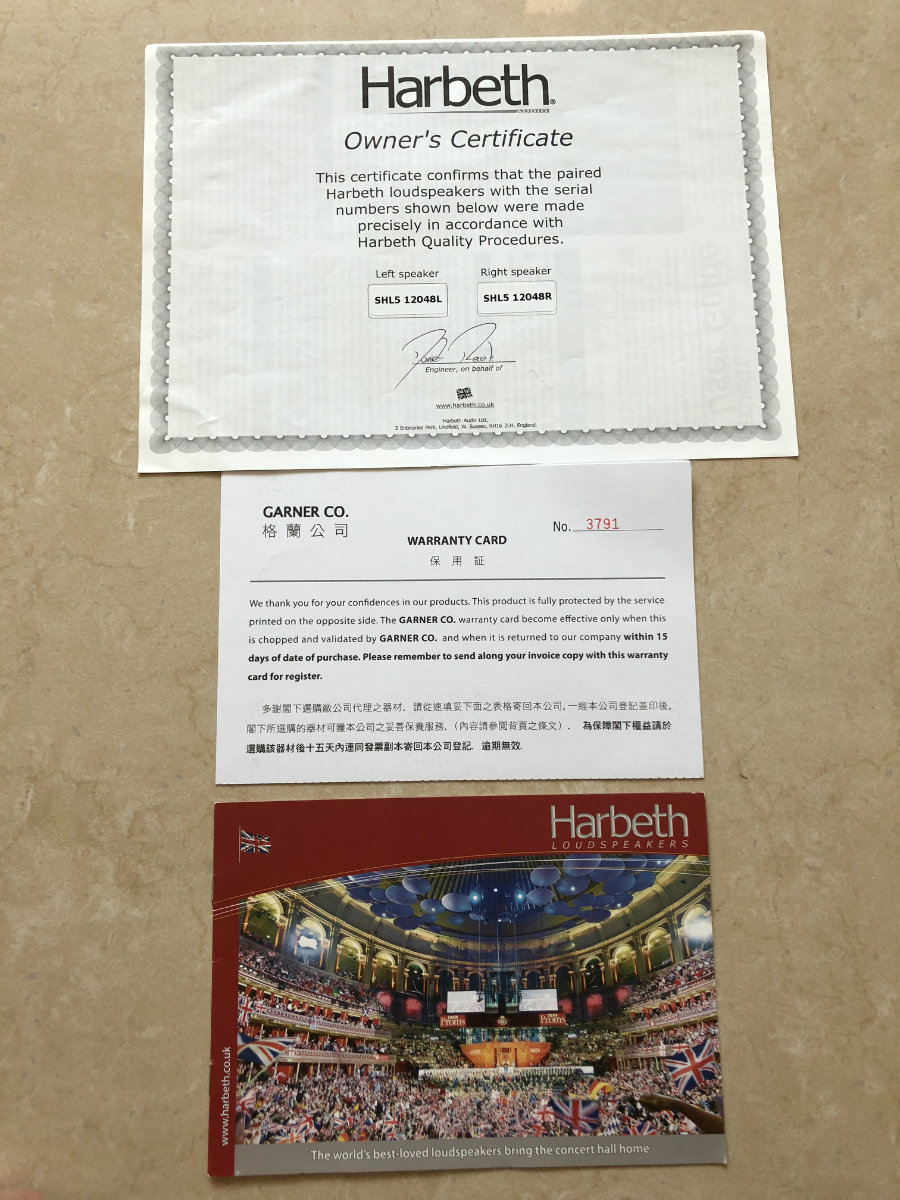 Harbeth®
AUDIO
Owner's Certificate
This certificate confirms that the paired
Harbeth loudspeakers with the serial
numbers shown below were made
precisely in accordance with
Harbeth Quality Procedures.
Left speaker Right speaker
SHL5 12048L SHL5 12048R
Engineer, on behalf of
www.harbeth.co.uk
Harbeth Audio Ltd.
3 Enterprise Park, Lindfield, W. Sussex, RH16 2LH, England.
GARNER CO.
格蘭公司
No. 3791
WARRANTY CARD
保用証
We thank you for your confidences in our products. This product is fully protected by the service
printed on the opposite side. The GARNER CO. warranty card become effective only when this
is chopped and validated by GARNER CO. and when it is returned to our company within 15
days of date of purchase. Please remember to send along your invoice copy with this warranty
card for register.
多謝閣下選購敝公司代理之器材．請從速填妥下面之表格寄回本公司，一經本公司登記蓋印後，
閣下所選購的器材可獲本公司之妥善保養服務．（內容請參閱背頁之條文）． 為保障閣下權益請於
選購該器材後十五天內連同發票副本寄回本公司登記．逾期無效．
Harbeth
LOUDSPEAKERS
BBC
Proms
BBC
Proms
www.harbeth.co.uk
The world's best-loved loudspeakers bring the concert hall home